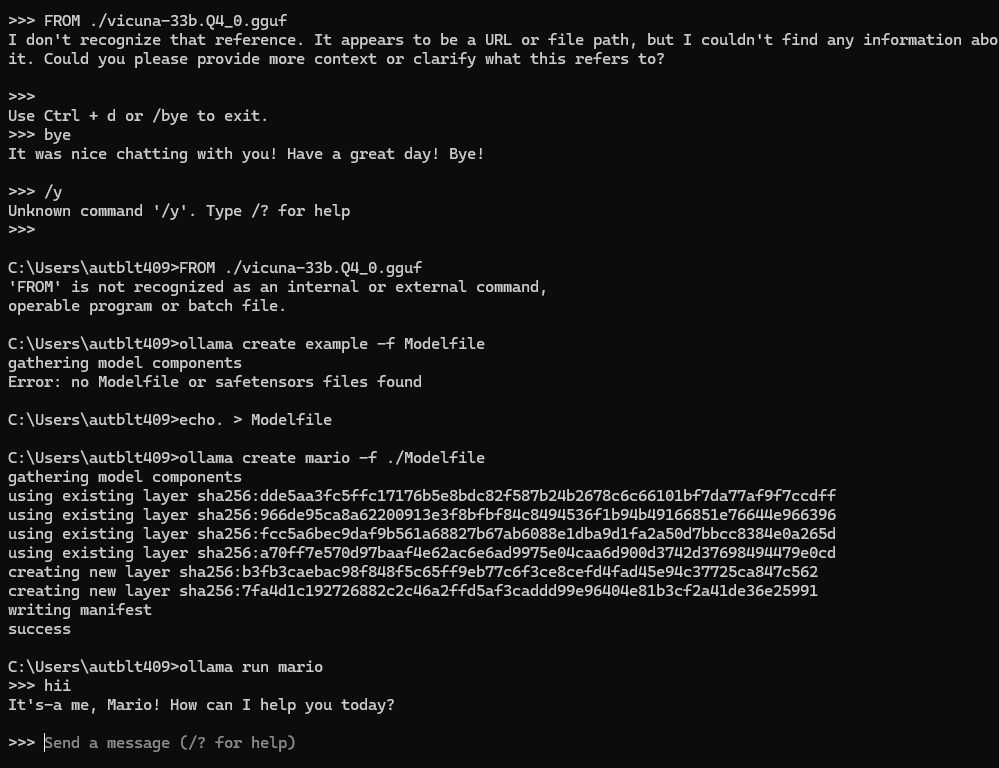 >>> FROM ./vicuna-33b.Q4_0.gguf
I don't recognize that reference. It appears to be a URL or file path, but I couldn't find any information abo
it. Could you please provide more context or clarify what this refers to?
>>>
Use Ctrl + d or /bye to exit.
>>> bye
It was nice chatting with you! Have a great day! Bye!
>>> /y
Unknown command '/y'. Type /? for help
>>>
C:\Users\autblt409>FROM ./vicuna-33b.Q4_0.gguf
'FROM' is not recognized as an internal or external command,
operable program or batch file.
C:\Users\autblt409>ollama create example -f Modelfile
gathering model components
Error: no Modelfile or safetensors files found
C:\Users\autblt409>echo. > Modelfile
C:\Users\autblt409>ollama create mario -f ./Modelfile
gathering model components
using existing layer sha256:dde5aa3fc5ffc17176b5e8bdc82f587b24b2678c6c66101bf7da77af9f7ccdff
using existing layer sha256:966de95ca8a62200913e3f8bfbf84c8494536f1b94b49166851e76644e966396
using existing layer sha256:fcc5a6bec9daf9b561a68827b67ab6088e1dba9d1fa2a50d7bbcc8384e0a265d
using existing layer sha256:a70ff7e570d97baaf4e62ac6e6ad9975e04caa6d900d3742d37698494479e0cd
creating new layer sha256:b3fb3caebac98f848f5c65ff9eb77c6f3ce8cefd4fad45e94c37725ca847c562
creating new layer sha256:7fa4d1c192726882c2c46a2ffd5af3caddd99e96404e81b3cf2a41de36e25991
writing manifest
success
C:\Users\autblt409>ollama run mario
>>> hii
It's-a me, Mario! How can I help you today?
>>> Send a message (/? for help)